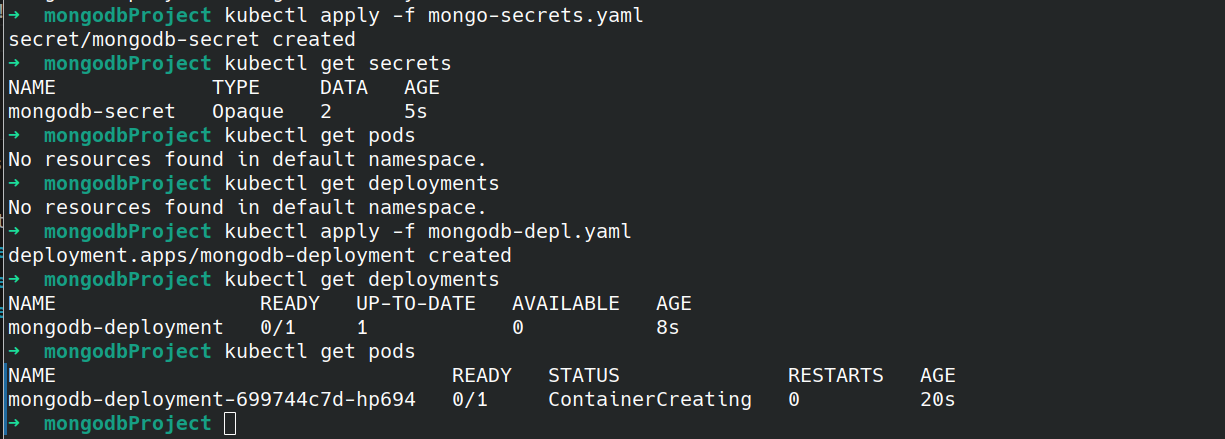 ➜  mongodbProject kubectl apply -f mongo-secrets.yaml
secret/mongodb-secret created
➜  mongodbProject kubectl get secrets
NAME             TYPE     DATA   AGE
mongodb-secret   Opaque   2      5s
➜  mongodbProject kubectl get pods
No resources found in default namespace.
➜  mongodbProject kubectl get deployments
No resources found in default namespace.
➜  mongodbProject kubectl apply -f mongodb-depl.yaml
deployment.apps/mongodb-deployment created
➜  mongodbProject kubectl get deployments
NAME                 READY   UP-TO-DATE   AVAILABLE   AGE
mongodb-deployment   0/1     1            0           8s
➜  mongodbProject kubectl get pods
NAME                                 READY   STATUS              RESTARTS   AGE
mongodb-deployment-699744c7d-hp694   0/1     ContainerCreating   0          20s
➜  mongodbProject